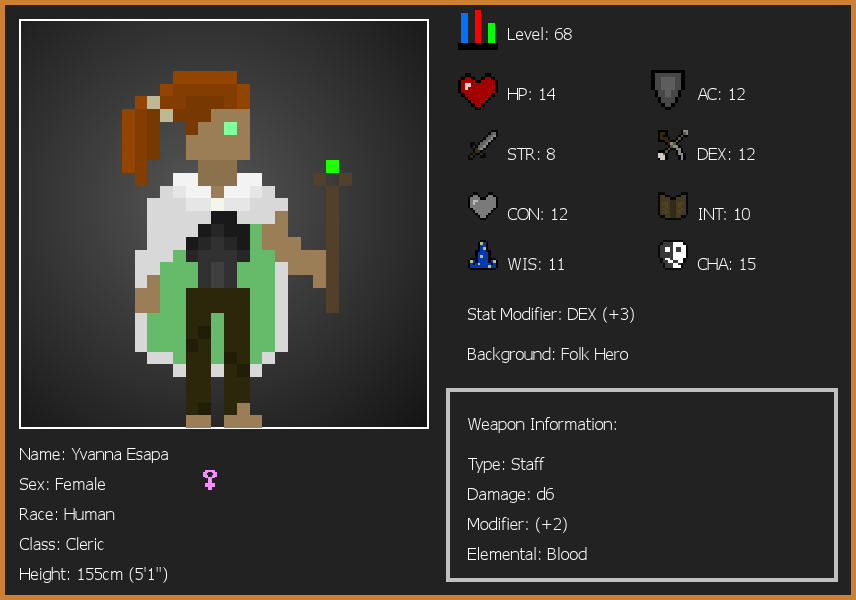 Level: 68
HP: 14
AC: 12
STR: 8
DEX: 12
CON: 12
INT: 10
WIS: 11
CHA: 15
Stat Modifier: DEX (+3)
Background: Folk Hero
Weapon Information:
Type: Staff
Damage: d6
Modifier: (+2)
Elemental: Blood
Name: Yvanna Esapa
Sex: Female
Race: Human
Class: Cleric
Height: 155cm (5'1")